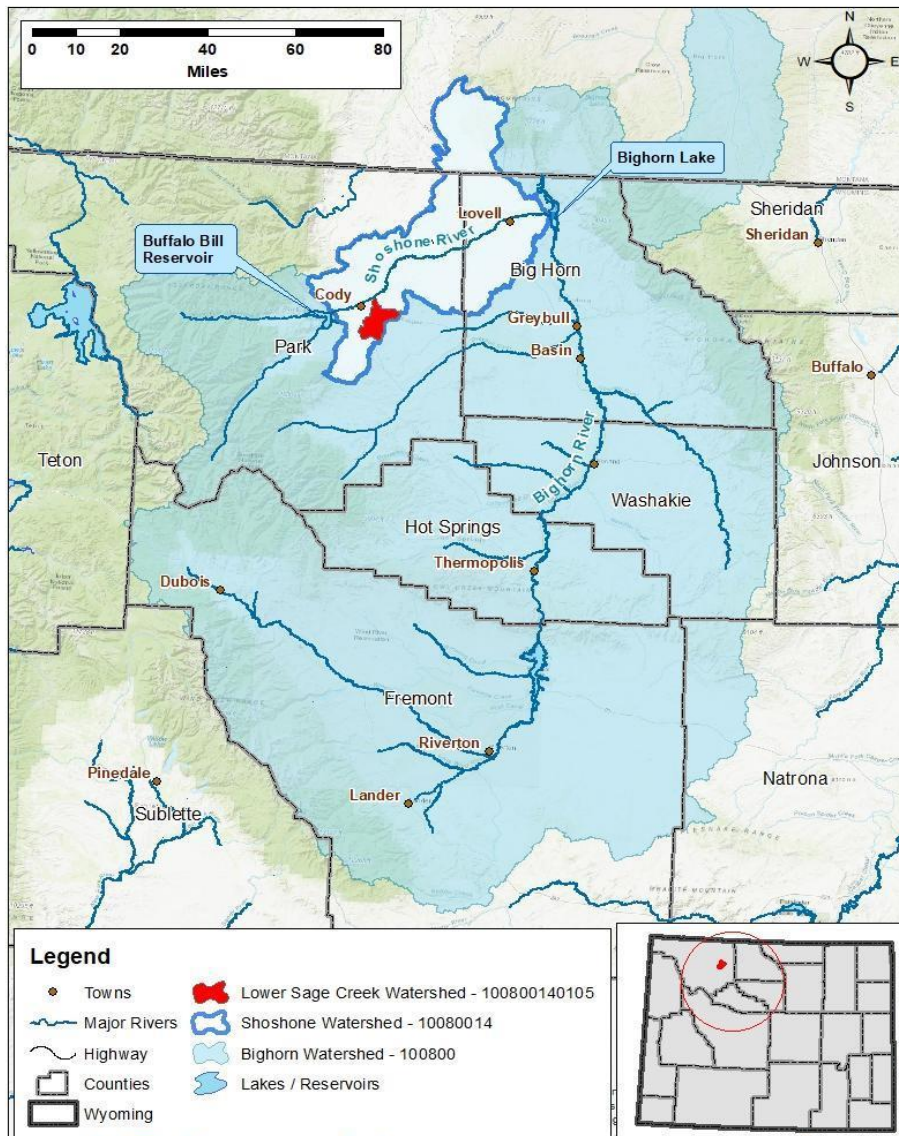 0 10 20 40 60 80
Miles
N
W E
S
Bighorn Lake
Buffalo Bill
Reservoir
Lovell
Shoshone River
Sheridan
Sheridan
Big Horn
Cody
Greybull
Park
Basin
Buffalo
Bighorn River
Teton
Johnson
Washakie
Hot Springs
Thermopolis
Dubois
Fremont
Riverton
Pinedale
Natrona
Lander
Sublette
Legend
Towns
Major Rivers
Highway
Counties
Wyoming
Lower Sage Creek Watershed - 100800140105
Shoshone Watershed - 10080014
Bighorn Watershed - 100800
Lakes / Reservoirs